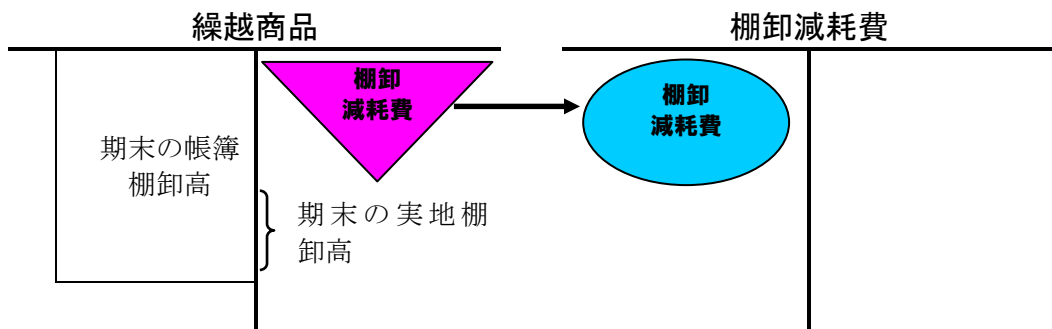 繰越商品
棚卸減耗費
棚卸
減耗費
棚卸
減耗費
期末の帳簿
棚卸高
期末の実地棚
卸高